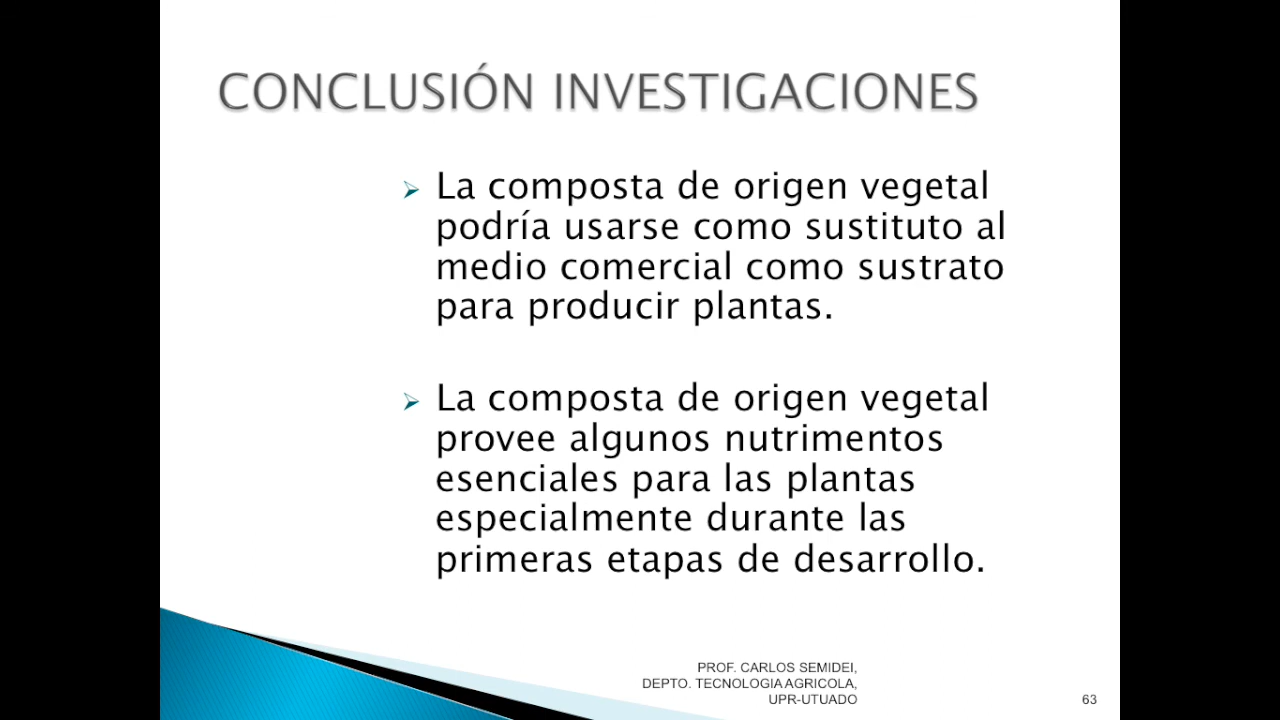 CONCLUSIÓN INVESTIGACIONES
La composta de origen vegetal
podría usarse como sustituto al
medio comercial como sustrato
para producir plantas.
La composta de origen vegetal
provee algunos nutrimentos
esenciales para las plantas
especialmente durante las
primeras etapas de desarrollo.
PROF. CARLOS SEMIDEI,
DEPTO. TECNOLOGIA AGRICOLA,
UPR-UTUADO
63